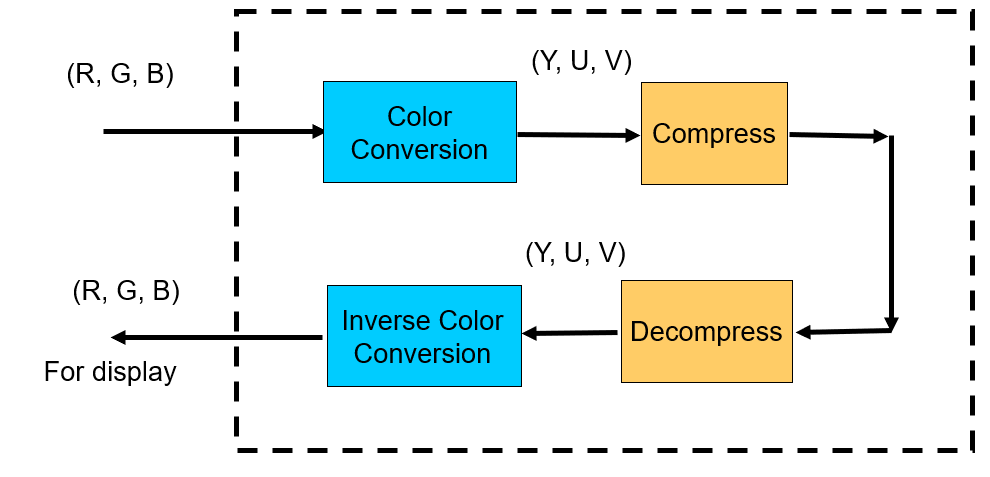 (R, G, B)
(Y, U, V)
Color
Conversion
Compress
(Y, U, V)
(R, G, B)
Inverse Color
Conversion
Decompress
For display